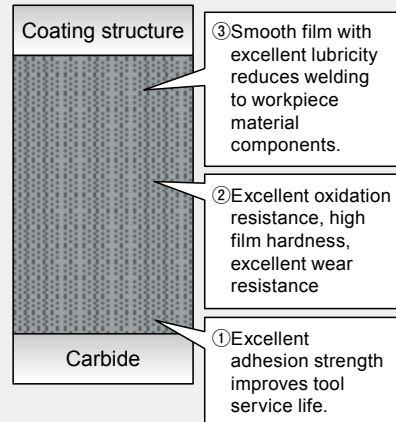 Coating structure
③Smooth film with
excellent lubricity
reduces welding
to workpiece
material
components.
②Excellent oxidation
resistance, high
film hardness,
excellent wear
resistance
①Excellent
adhesion strength
improves tool
service life.
Carbide